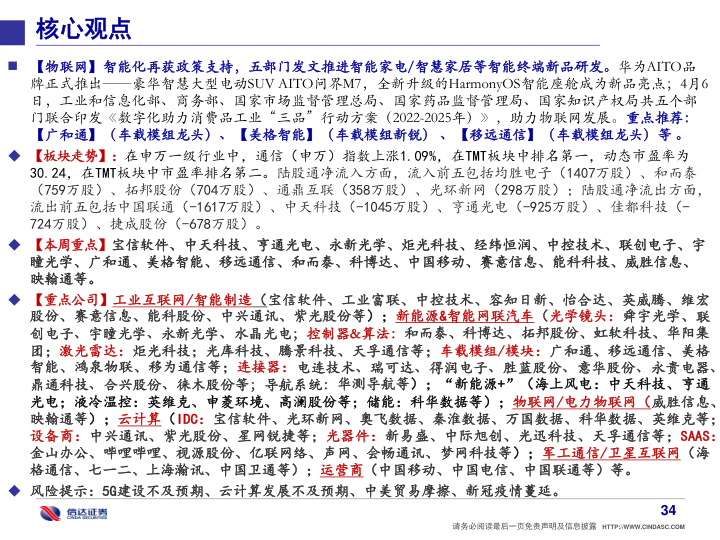 核心观点
■ 【物联网】智能化再获政策支持，五部门发文推进智能家电/智慧家居等智能终端新品研发。华为AITO品
牌正式推出——豪华智慧大型电动SUV AITO问界M7，全新升级的HarmonyOS智能座舱成为新品亮点；4月6
日，工业和信息化部、商务部、国家市场监督管理总局、国家药品监督管理局、国家知识产权局共五个部
门联合印发《数字化助力消费品工业“三品”行动方案（2022-2025年）》，助力物联网发展。重点推荐：
【广和通】（车载模组龙头）、【美格智能】（车载模组新锐）、【移远通信】（车载模组龙头）等 。
◆ 【板块走势】：在申万一级行业中，通信（申万）指数上涨1.09%，在TMT板块中排名第一，动态市盈率为
30.24，在TMT板块中市盈率排名第二。陆股通净流入方面，流入前五包括均胜电子（1407万股）、和而泰
（759万股）、拓邦股份（704万股）、通鼎互联（358万股）、光环新网（298万股）；陆股通净流出方面，
流出前五包括中国联通（-1617万股）、中天科技（-1045万股）、亨通光电（-925万股）、佳都科技（-
724万股）、捷成股份（-678万股）。
◆ 【本周重点】宝信软件、中天科技、亨通光电、永新光学、炬光科技、经纬恒润、中控技术、联创电子、宇
瞳光学、广和通、美格智能、移远通信、和而泰、科博达、中国移动、赛意信息、能科科技、威胜信息、
映翰通等。
◆ 【重点公司】工业互联网/智能制造（宝信软件、工业富联、中控技术、容知日新、怡合达、英威腾、维宏
股份、赛意信息、能科股份、中兴通讯、紫光股份等）；新能源&智能网联汽车（光学镜头：舜宇光学、联
创电子、宇瞳光学、永新光学、水晶光电；控制器&算法：和而泰、科博达、拓邦股份、虹软科技、华阳集
团；激光雷达：炬光科技；光库科技、腾景科技、天孚通信等；车载模组/模块：广和通、移远通信、美格
智能、鸿泉物联、移为通信等；连接器：电连技术、瑞可达、得润电子、胜蓝股份、意华股份、永贵电器、
鼎通科技、合兴股份、徕木股份等；导航系统：华测导航等）；“新能源+”（海上风电：中天科技、亨通
光电；液冷温控：英维克、申菱环境、高澜股份等；储能：科华数据等）；物联网/电力物联网（威胜信息、
映翰通等）；云计算（IDC：宝信软件、光环新网、奥飞数据、秦淮数据、万国数据、科华数据、英维克等；
设备商：中兴通讯、紫光股份、星网锐捷等；光器件：新易盛、中际旭创、光迅科技、天孚通信等；SAAS：
金山办公、哔哩哔哩、视源股份、亿联网络、声网、会畅通讯、梦网科技等）；军工通信/卫星互联网（海
格通信、七一二、上海瀚讯、中国卫通等）；运营商（中国移动、中国电信、中国联通等）等。
◆ 风险提示：5G建设不及预期、云计算发展不及预期、中美贸易摩擦、新冠疫情蔓延。
信达证券
CINDA SECURITIES
34
请务必阅读最后一页免责声明及信息披露 HTTP://WWW.CINDASC.COM